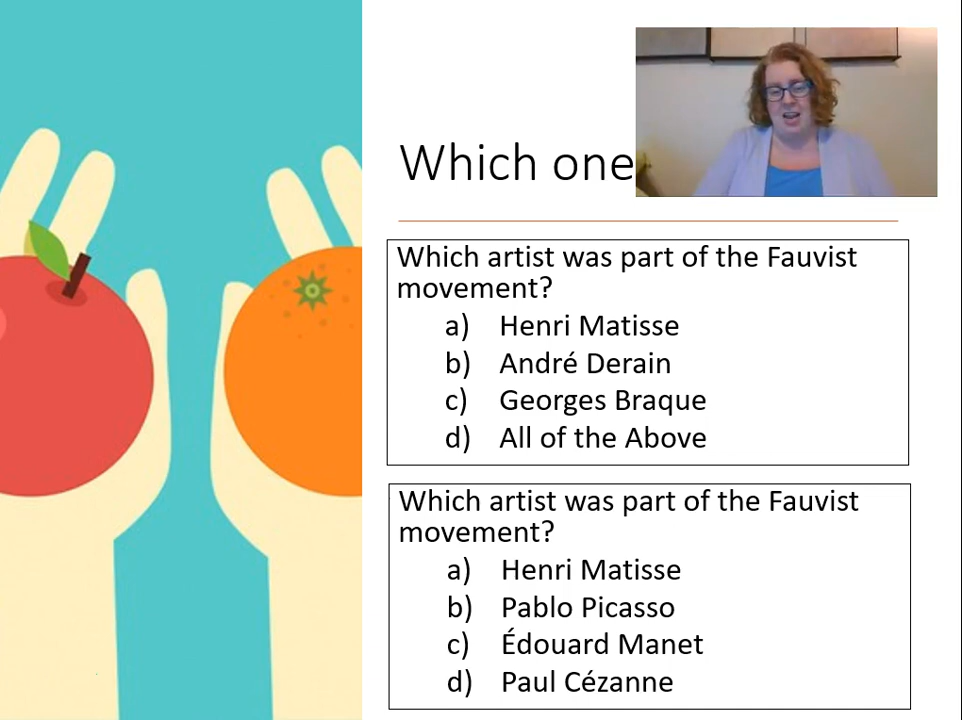 Which one
Which artist was part of the Fauvist
movement?
a) Henri Matisse
b) André Derain
c) Georges Braque
d) All of the Above
Which artist was part of the Fauvist
movement?
a) Henri Matisse
b) Pablo Picasso
c) Édouard Manet
d) Paul Cézanne